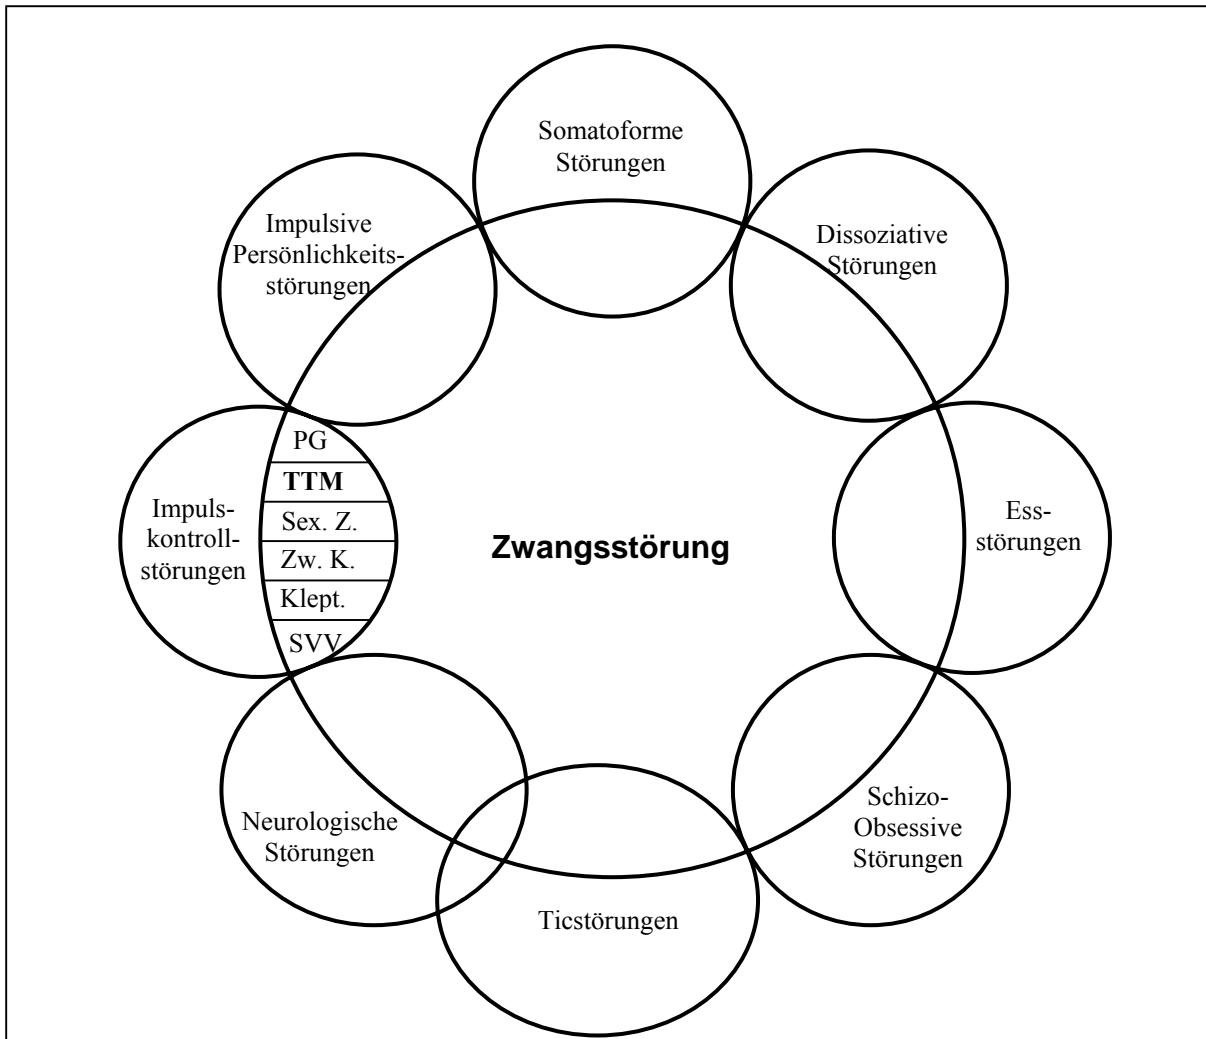 Somatoforme
Störungen
Impulsive
Persönlichkeits-
störungen
Dissoziative
Störungen
PG
TTM
Sex. Z.
Zw. K.
Klept.
SVV
Impuls-
kontroll-
störungen
Zwangsstörung
Ess-
störungen
Neurologische
Störungen
Schizo-
Obsessive
Störungen
Ticstörungen